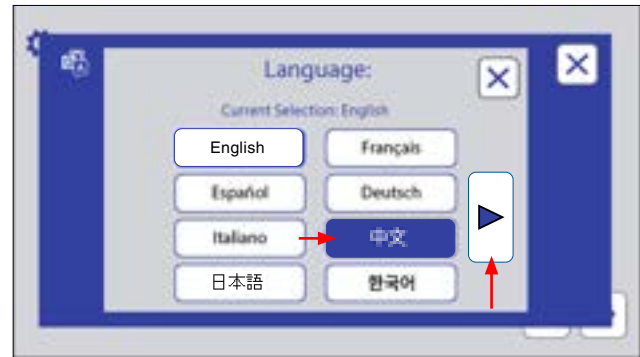 Language:
Current Selection: English
English
Français
Español
Deutsch
Italiano
中文
日本語
한국어